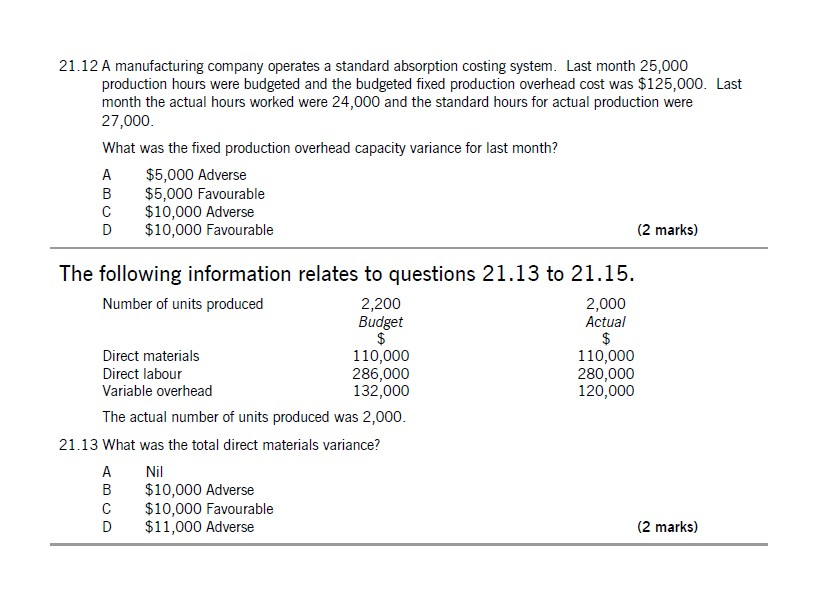 21.12 A manufacturing company operates a standard absorption costing system. Last month 25,000
production hours were budgeted and the budgeted fixed production overhead cost was $125,000. Last
month the actual hours worked were 24,000 and the standard hours for actual production were
27,000.
What was the fixed production overhead capacity variance for last month?
A $5,000 Adverse
B $5,000 Favourable
C $10,000 Adverse
D $10,000 Favourable (2 marks)
The following information relates to questions 21.13 to 21.15.
Number of units produced 2,200 2,000
Budget Actual
$ $
Direct materials 110,000 110,000
Direct labour 286,000 280,000
Variable overhead 132,000 120,000
The actual number of units produced was 2,000.
21.13 What was the total direct materials variance?
A Nil
B $10,000 Adverse
C $10,000 Favourable
D $11,000 Adverse (2 marks)